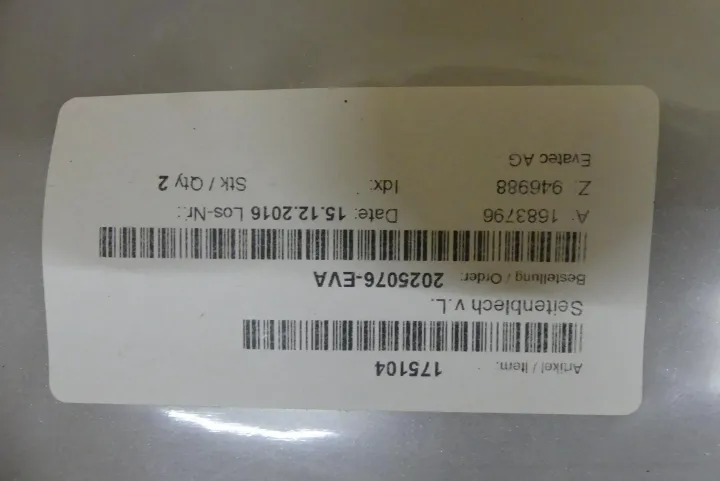 Artikel / Item: 175104
Seitenblech v.L.
Bestellung / Order: 2025076-EVA
A: 1683796 Date: 15.12.2016 Los-Nr.:
Z: 946988 Idx: Stk / Qty 2
Evatec AG